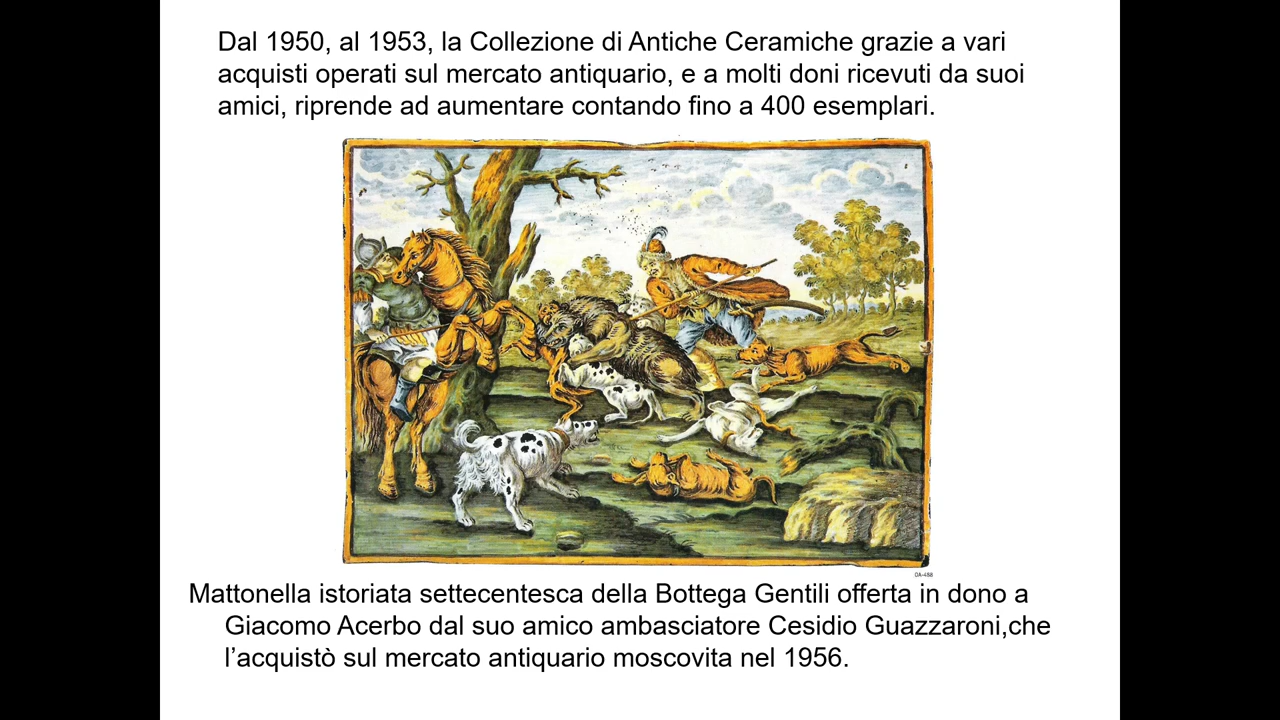 Dal 1950, al 1953, la Collezione di Antiche Ceramiche grazie a vari
acquisti operati sul mercato antiquario, e a molti doni ricevuti da suoi
amici, riprende ad aumentare contando fino a 400 esemplari.
DA-488
Mattonella istoriata settecentesca della Bottega Gentili offerta in dono a
Giacomo Acerbo dal suo amico ambasciatore Cesidio Guazzaroni,che
l’acquistò sul mercato antiquario moscovita nel 1956.